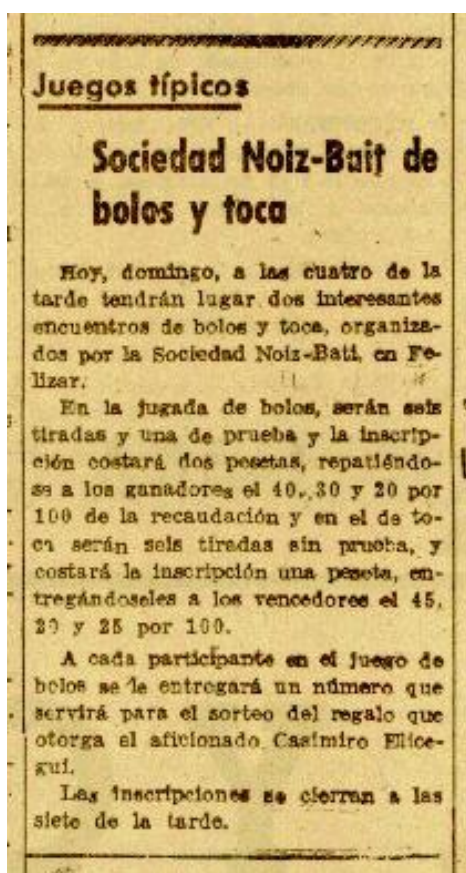 Juegos típicos
Sociedad Noiz-Bait de
bolos y toca
Hoy, domingo, a las cuatro de la
tarde tendrán lugar dos interesantes
encuentros de bolos y toca, organiza-
dos por la Sociedad Noiz-Bait, en Fe-
lizar.
En la jugada de bolos, serán seis
tiradas y una de prueba y la inscrip-
ción costará dos pesetas, repatiéndo-
se a los ganadores el 40, 30 y 20 por
100 de la recaudación y en el de to-
ca serán seis tiradas sin prueba, y
costará la inscripción una peseta, en-
tregándoseles a los vencedores el 45,
y 25 por 100.
A cada participante en el juego de
bolos se le entregará un número que
servirá para el sorteo del regalo que
otorga el aficionado Casimiro Elice-
gui.
Las inscripciones se cierran a las
siete de la tarde.